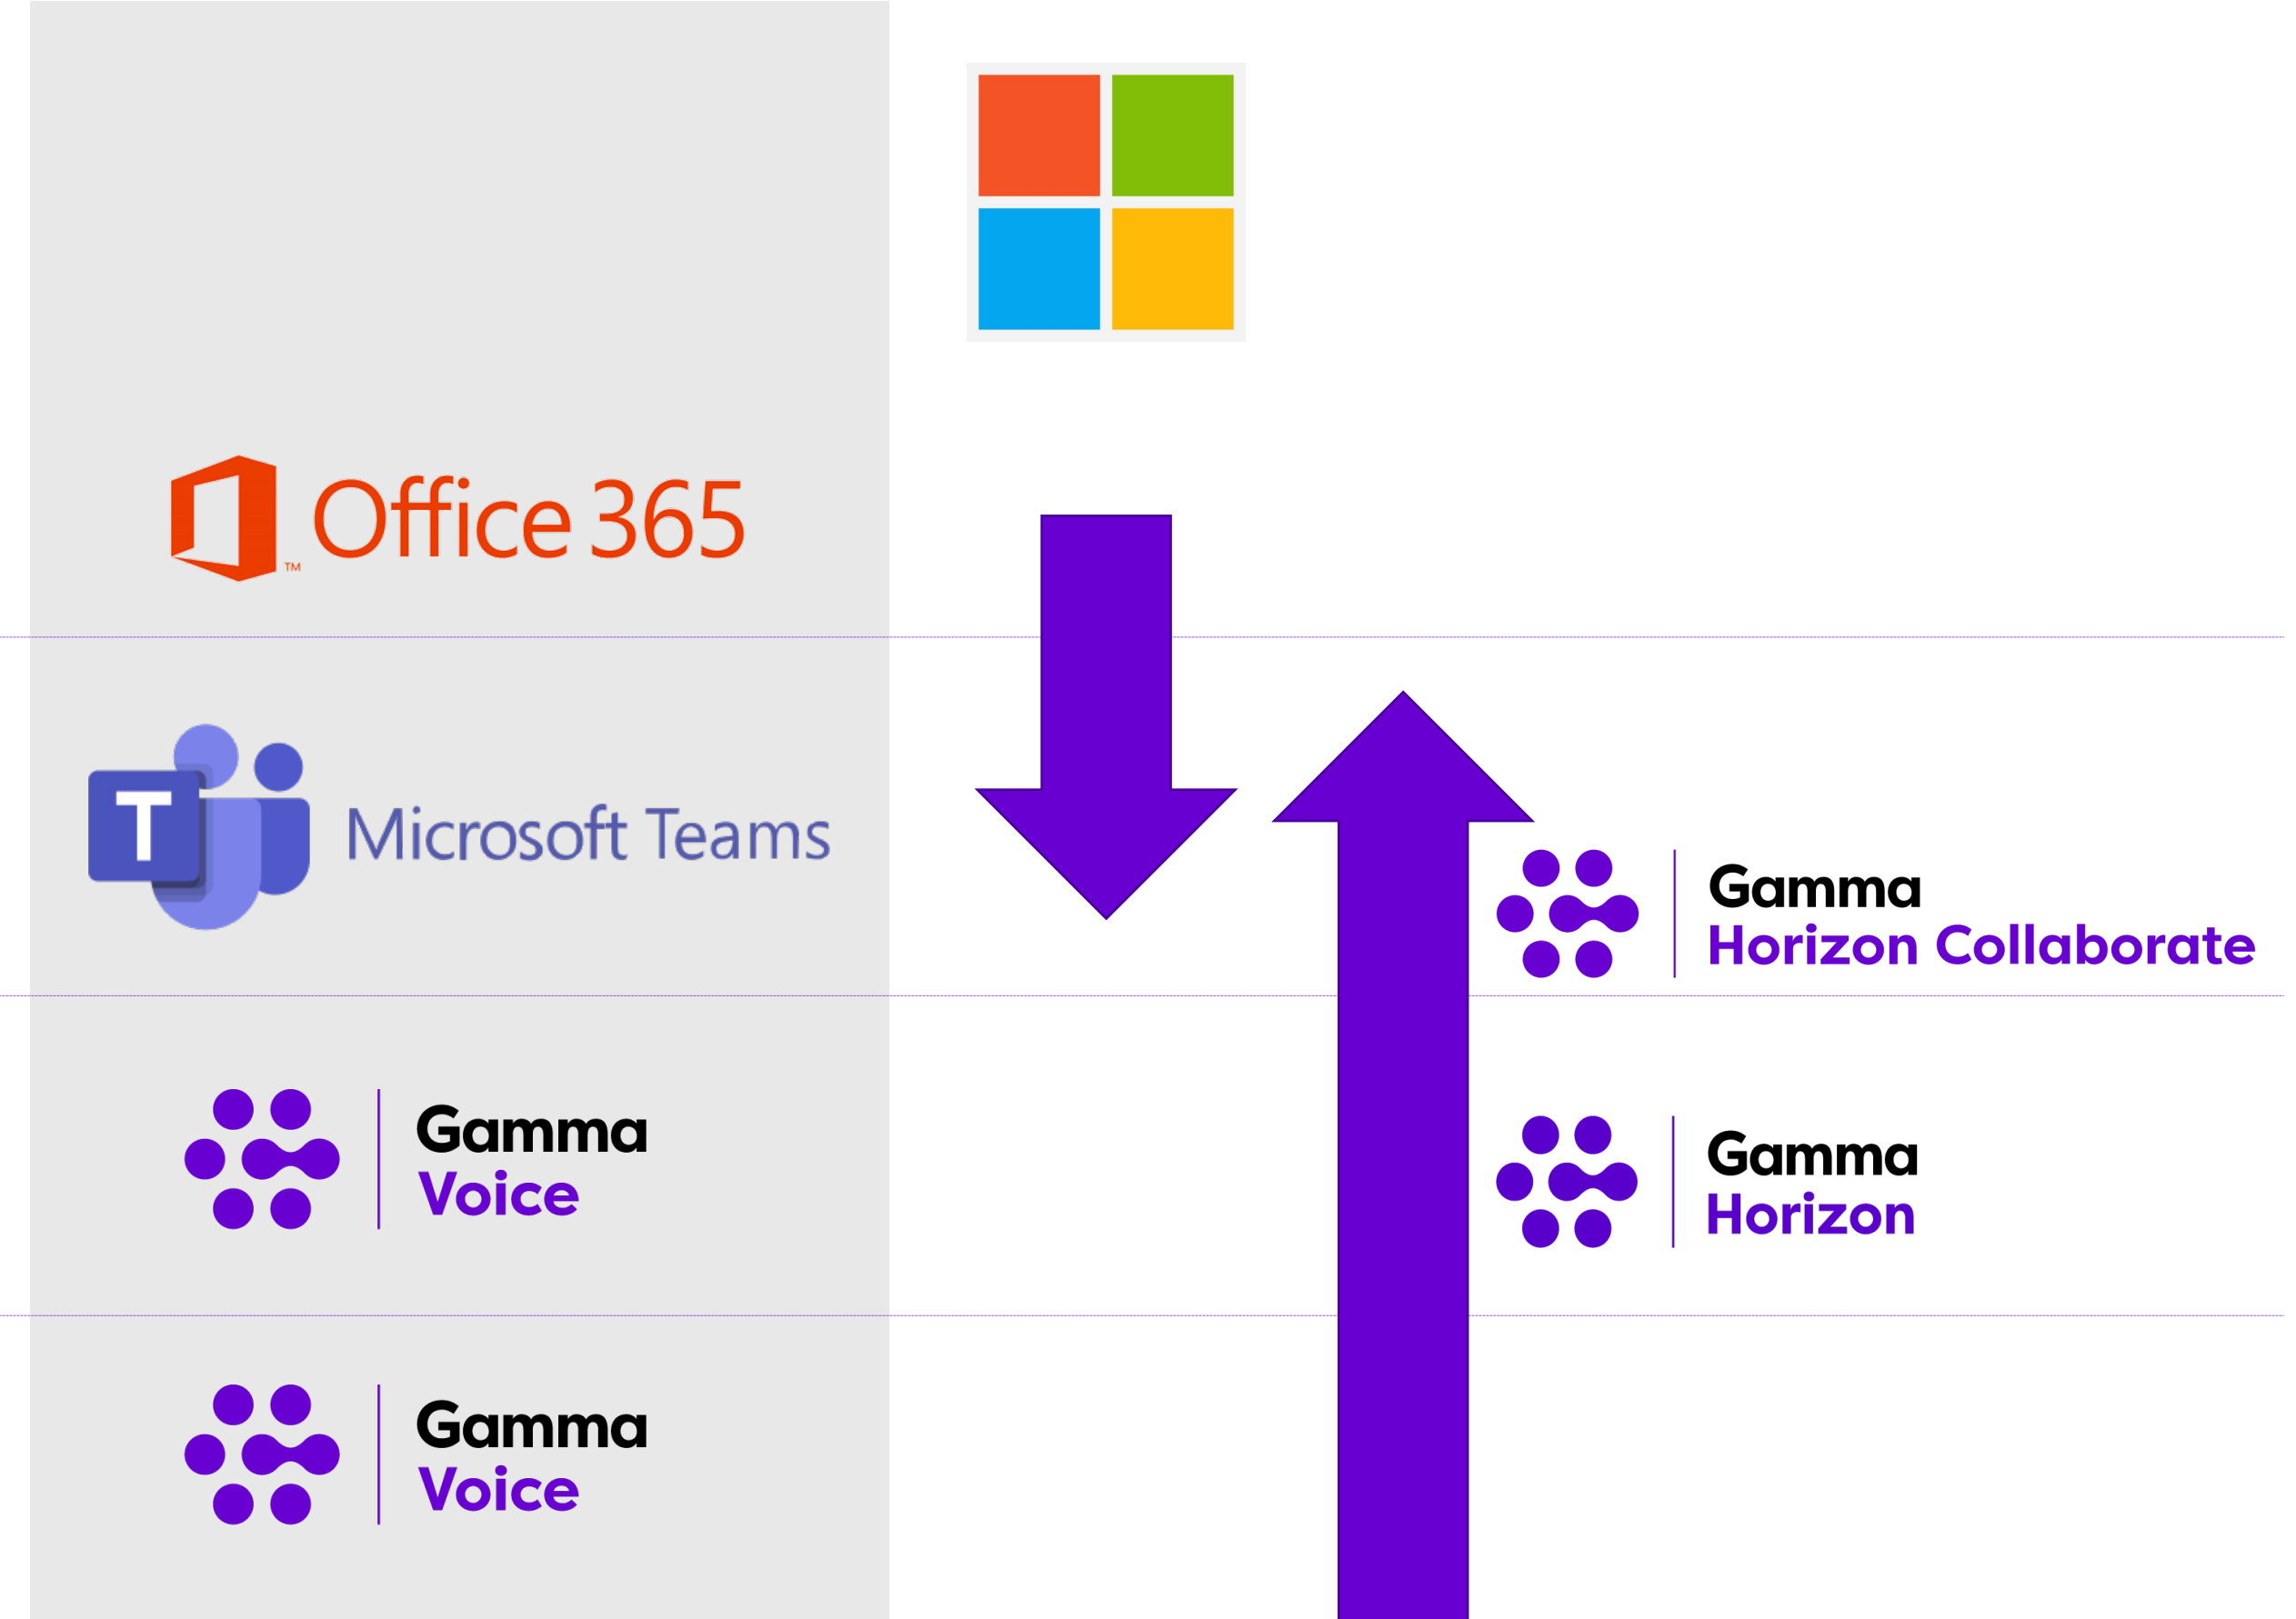 Office 365
TM
T
Microsoft Teams
Gamma
Horizon Collaborate
Gamma
Voice
Gamma
Horizon
Gamma
Voice